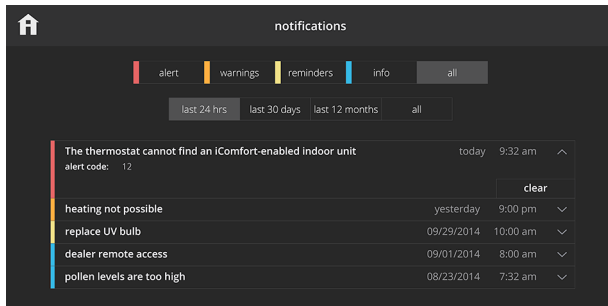 notifications
alert warnings reminders info all
last 24 hrs last 30 days last 12 months all
The thermostat cannot find an iComfort-enabled indoor unit today 9:32 am
alert code: 12
clear
heating not possible yesterday 9:00 pm
replace UV bulb 09/29/2014 10:00 am
dealer remote access 09/01/2014 8:00 am
pollen levels are too high 08/23/2014 7:32 am